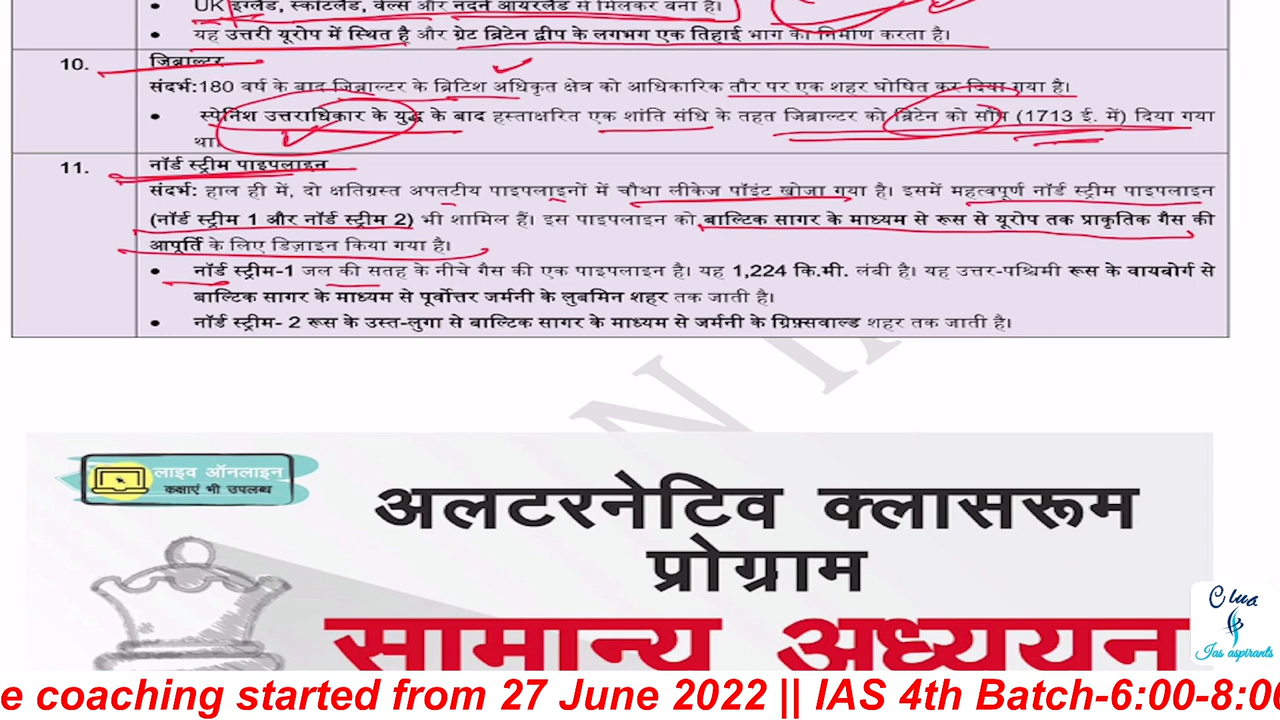 • UK इंग्लैंड, स्कॉटलैंड, वेल्स और नदर्न आयरलैंड से मिलकर बना है।
• यह उत्तरी यूरोप में स्थित है और ग्रेट ब्रिटेन द्वीप के लगभग एक तिहाई भाग का निर्माण करता है।
10. जिब्राल्टर
संदर्भ:180 वर्ष के बाद जिब्राल्टर के ब्रिटिश अधिकृत क्षेत्र को आधिकारिक तौर पर एक शहर घोषित कर दिया गया है।
• स्पेनिश उत्तराधिकार के युद्ध के बाद हस्ताक्षरित एक शांति संधि के तहत जिब्राल्टर को ब्रिटेन को सौंप (1713 ई. में) दिया गया
था।
11. नॉर्ड स्ट्रीम पाइपलाइन
संदर्भ: हाल ही में, दो क्षतिग्रस्त अपतटीय पाइपलाइनों में चौथा लीकेज पॉइंट खोजा गया है। इसमें महत्वपूर्ण नॉर्ड स्ट्रीम पाइपलाइन
(नॉर्ड स्ट्रीम 1 और नॉर्ड स्ट्रीम 2) भी शामिल हैं। इस पाइपलाइन को बाल्टिक सागर के माध्यम से रूस से यूरोप तक प्राकृतिक गैस की
आपूर्ति के लिए डिज़ाइन किया गया है।
• नॉर्ड स्ट्रीम-1 जल की सतह के नीचे गैस की एक पाइपलाइन है। यह 1,224 कि.मी. लंबी है। यह उत्तर-पश्चिमी रूस के वायबोर्ग से
बाल्टिक सागर के माध्यम से पूर्वोत्तर जर्मनी के लुबमिन शहर तक जाती है।
• नॉर्ड स्ट्रीम- 2 रूस के उस्त-लुगा से बाल्टिक सागर के माध्यम से जर्मनी के ग्रिफ़्सवाल्ड शहर तक जाती है।
लाइव ऑनलाइन
कक्षाएं भी उपलब्ध
अलटरनेटिव क्लासरूम
प्रोग्राम
सामान्य अध्ययन
Clua
Ias aspirants
e coaching started from 27 June 2022 || IAS 4th Batch-6:00-8:00